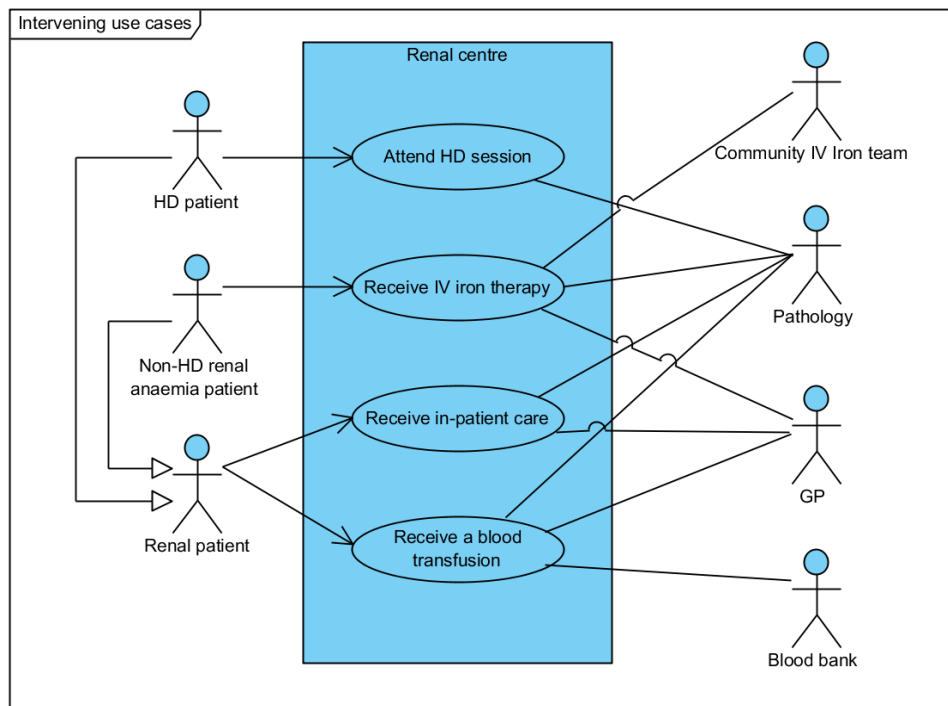 Intervening use cases
Renal centre
HD patient
Non-HD renal
anaemia patient
Renal patient
Attend HD session
Receive IV iron therapy
Receive in-patient care
Receive a blood
transfusion
Community IV Iron team
Pathology
GP
Blood bank